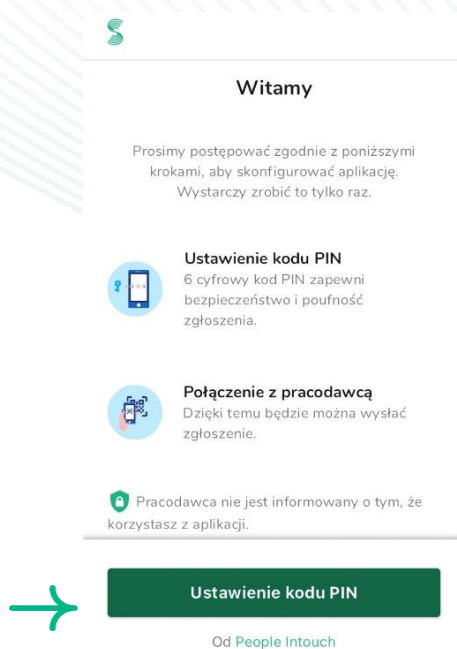 Witamy
Prosimy postępować zgodnie z poniższymi
krokami, aby skonfigurować aplikację.
Wystarczy zrobić to tylko raz.
Ustawienie kodu PIN
6 cyfrowy kod PIN zapewni
bezpieczeństwo i poufność
zgłoszenia.
Połączenie z pracodawcą
Dzięki temu będzie można wysłać
zgłoszenie.
Pracodawca nie jest informowany o tym, że
korzystasz z aplikacji.
Ustawienie kodu PIN
Od People Intouch